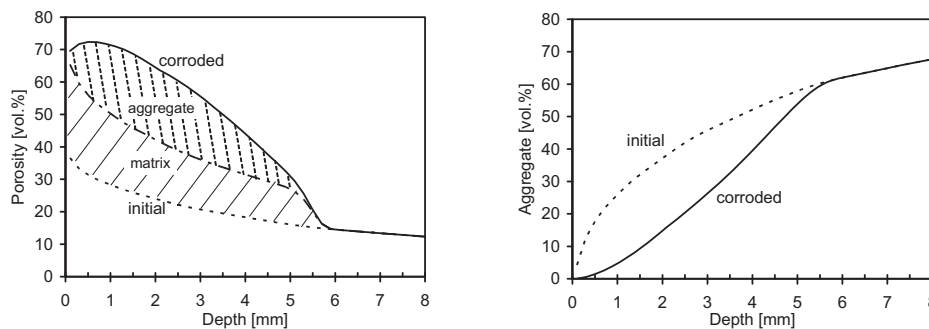 Porosity [vol.%]
80
70
60
50
40
30
20
10
0
corroded
aggregate
matrix
initial
0 1 2 3 4 5 6 7 8
Depth [mm]
Aggregate [vol.%]
80
70
60
50
40
30
20
10
0
initial
corroded
0 1 2 3 4 5 6 7 8
Depth [mm]